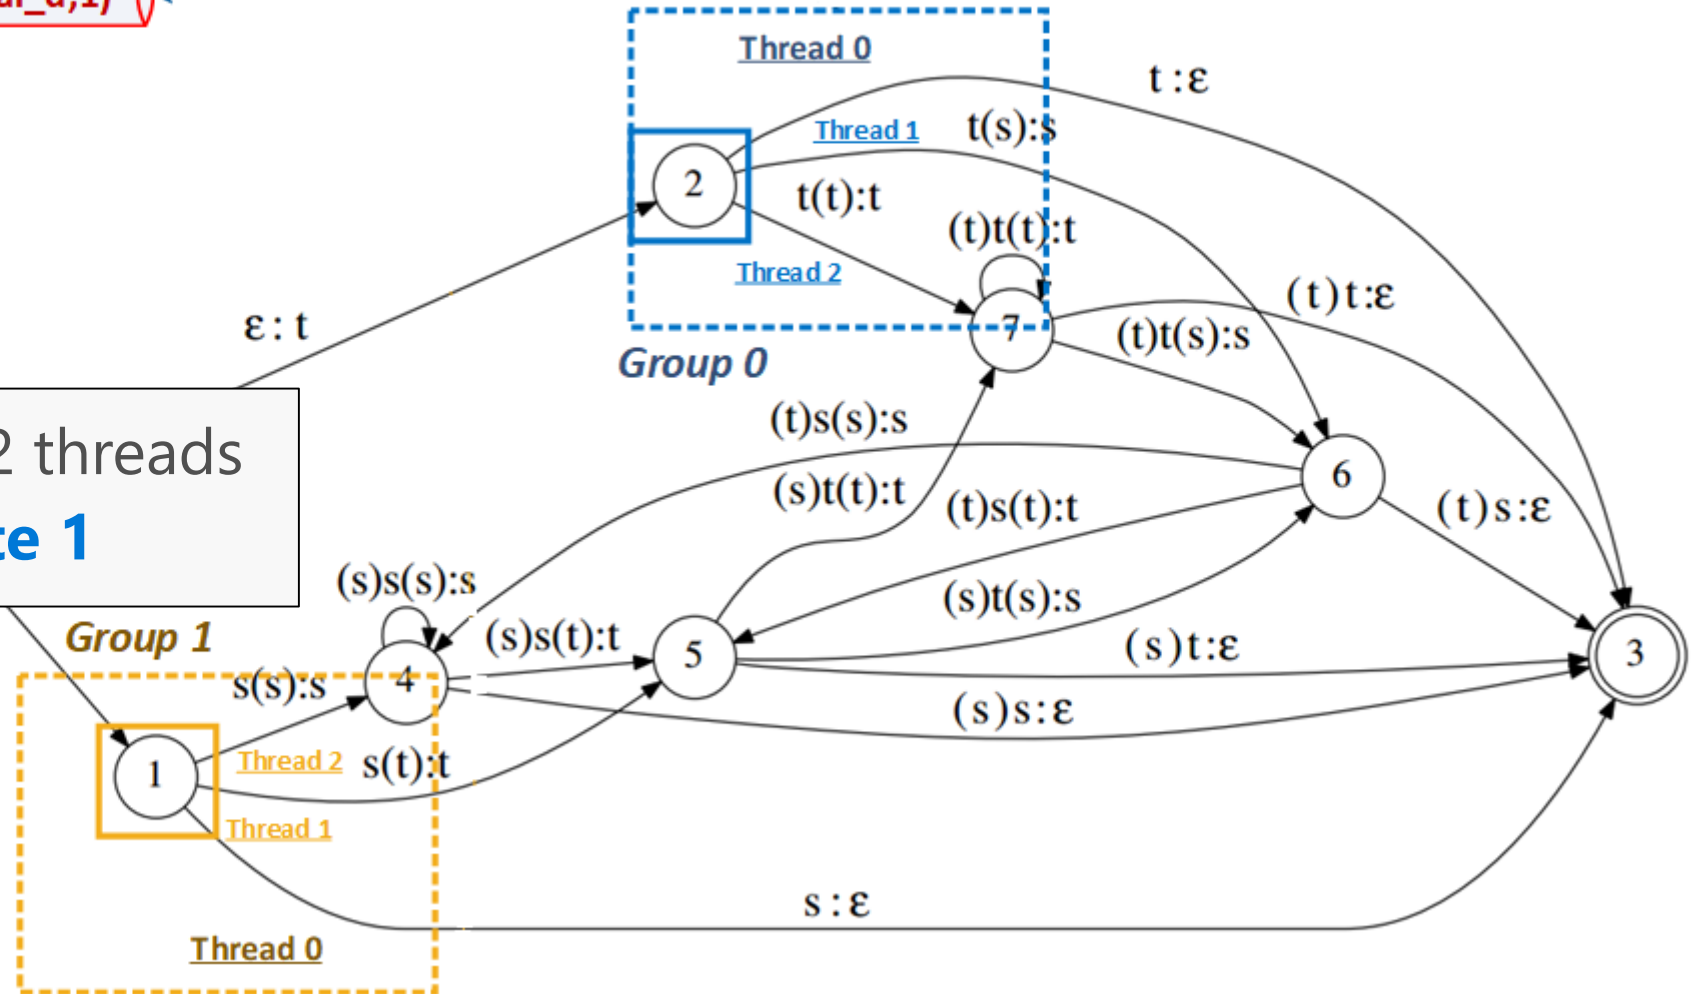 Thread 0
t:ε
Thread 1
t(s):s
2
t(t):t
(t)t(t):t
Thread 2
(t)t:ε
ε:t
7
(t)t(s):s
Group 0
(t)s(s):s
2 threads
6
(s)t(t):t
(t)s(t):t
(t)s:ε
1
(s)s(s):s
(s)t(s):s
Group 1
(s)s(t):t
5
(s)t:ε
3
s(s):s
4
(s)s:ε
1
Thread 2
s(t):t
Thread 1
s:ε
Thread 0